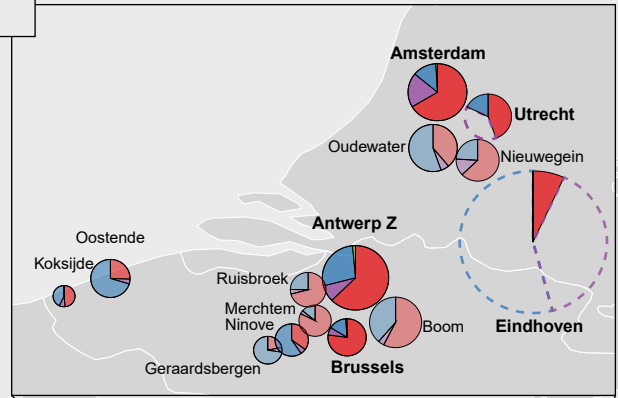 Amsterdam
Utrecht
Oudewater
Nieuwegein
Antwerp Z
Oostende
Koksijde
Ruisbroek
Merchtem
Ninove
Boom
Eindhoven
Geraardsbergen
Brussels